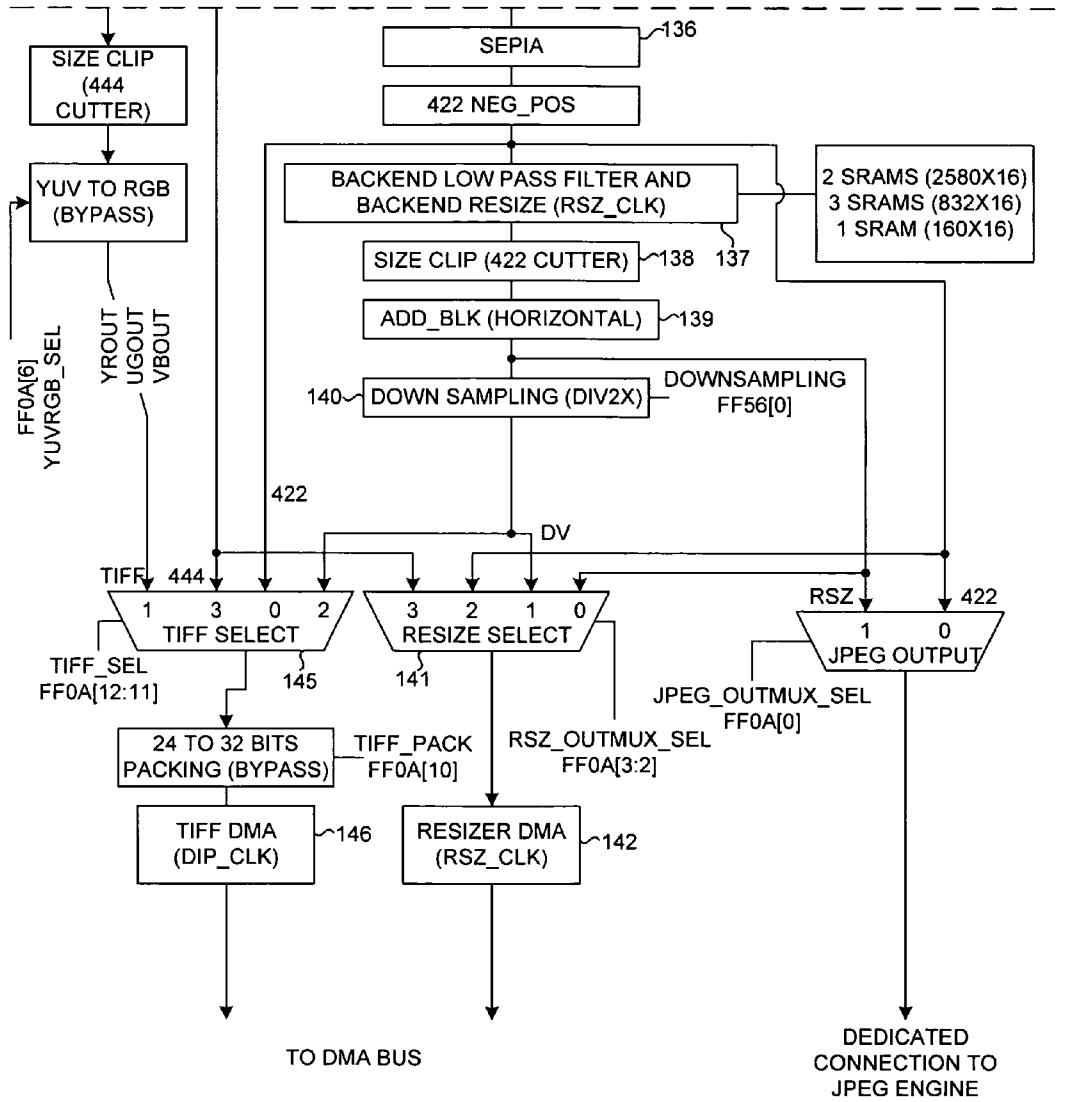 136
SEPIA
SIZE CLIP
(444
CUTTER)
422 NEG_POS
YUV TO RGB
(BYPASS)
BACKEND LOW PASS FILTER AND
BACKEND RESIZE (RSZ_CLK)
137
2 SRAMS (2580X16)
3 SRAMS (832X16)
1 SRAM (160X16)
SIZE CLIP (422 CUTTER)
138
ADD_BLK (HORIZONTAL)
139
FF0A[6]
YUVRGB_SEL
YROUT
UGOUT
VBOUT
140
DOWN SAMPLING (DIV2X)
DOWNSAMPLING
FF56[0]
422
DV
TIFF
444
1 3 0 2
TIFF SELECT
145
TIFF_SEL
FF0A[12:11]
3 2 1 0
RESIZE SELECT
141
RSZ
422
1 0
JPEG OUTPUT
JPEG_OUTMUX_SEL
FF0A[0]
RSZ_OUTMUX_SEL
FF0A[3:2]
24 TO 32 BITS
PACKING (BYPASS)
TIFF_PACK
FF0A[10]
TIFF DMA
(DIP_CLK)
146
RESIZER DMA
(RSZ_CLK)
142
TO DMA BUS
DEDICATED
CONNECTION TO
JPEG ENGINE